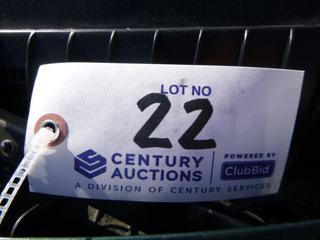 LOT NO
22
CENTURY
AUCTIONS
POWERED BY
ClubBid
A DIVISION OF CENTURY SERVICES